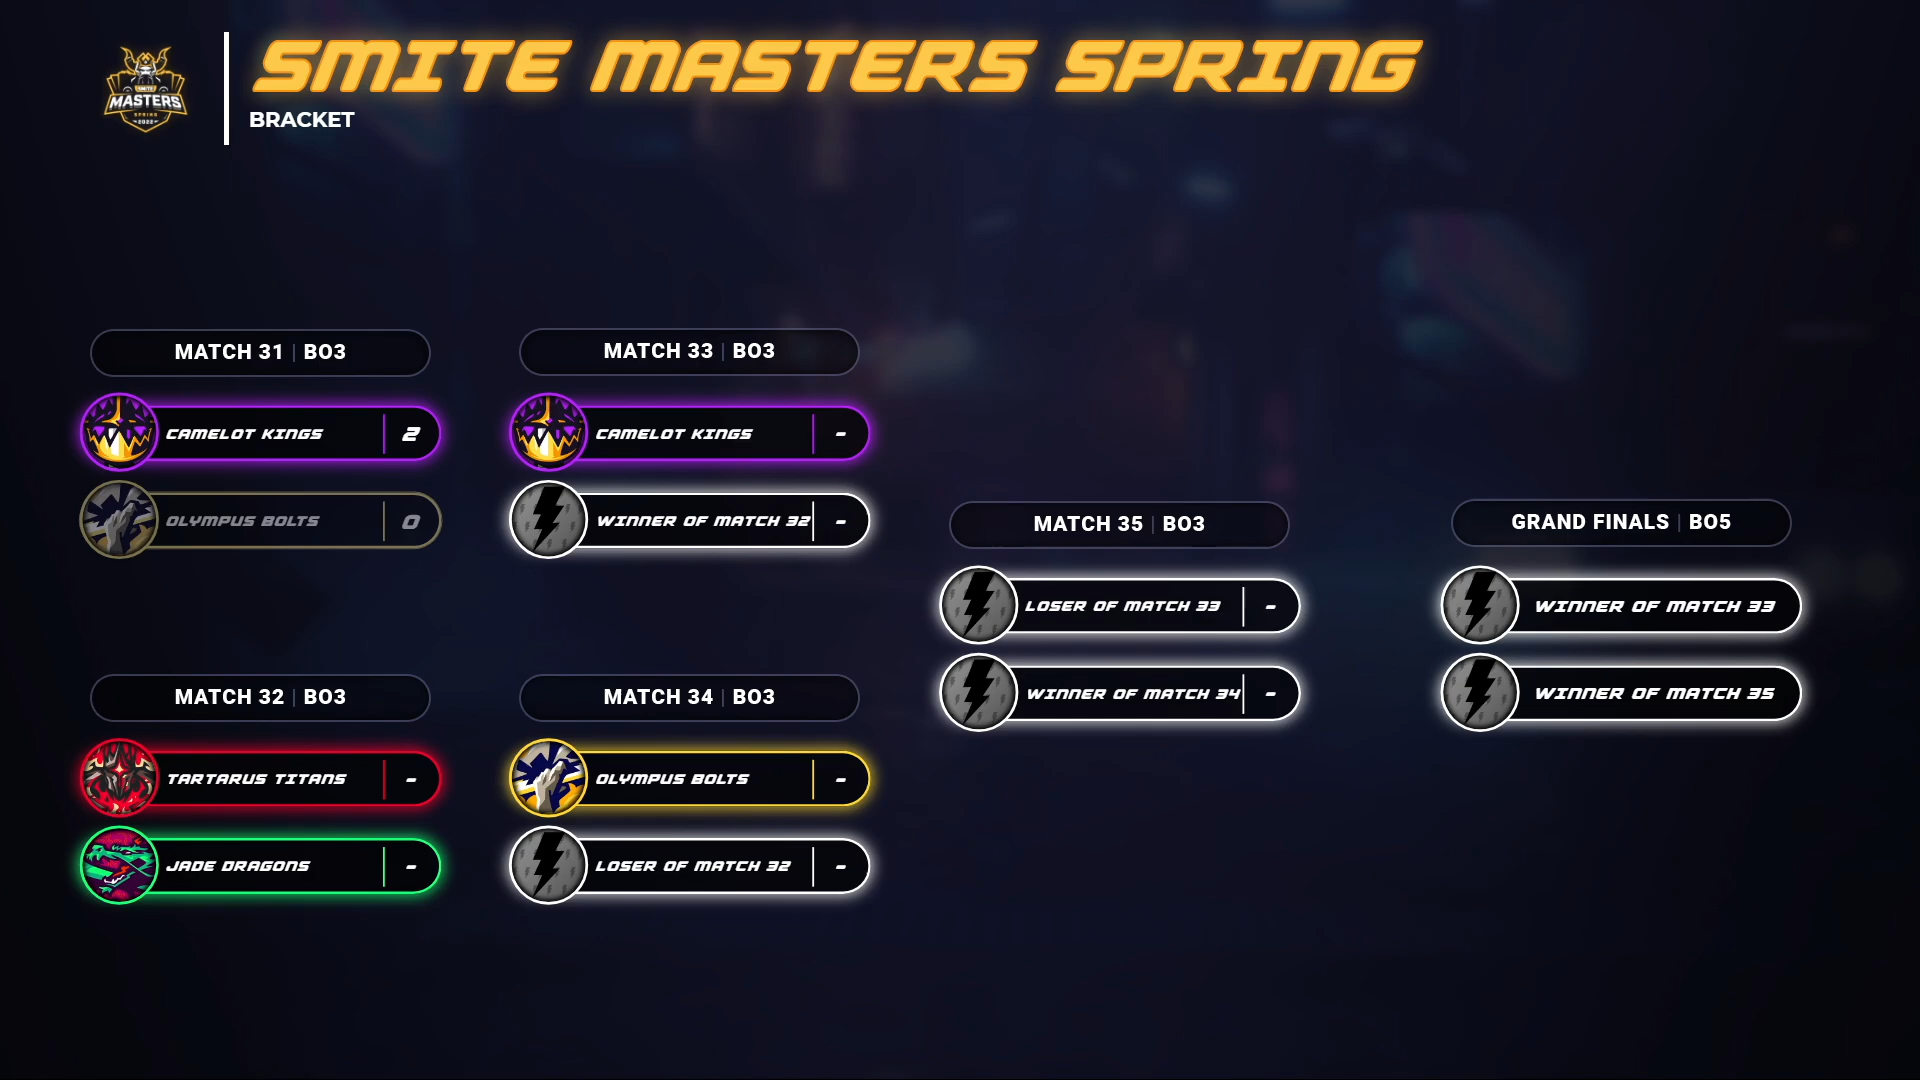 SMITE MASTERS SPRING
SMITE
MASTERS
SPRING
2022
BRACKET
MATCH 31 | BO3
CAMELOT KINGS 2
OLYMPUS BOLTS 0
MATCH 33 | BO3
CAMELOT KINGS -
WINNER OF MATCH 32 -
MATCH 32 | BO3
TARTARUS TITANS -
JADE DRAGONS -
MATCH 34 | BO3
OLYMPUS BOLTS -
LOSER OF MATCH 32 -
MATCH 35 | BO3
LOSER OF MATCH 33 -
WINNER OF MATCH 34 -
GRAND FINALS | BO5
WINNER OF MATCH 33
WINNER OF MATCH 35